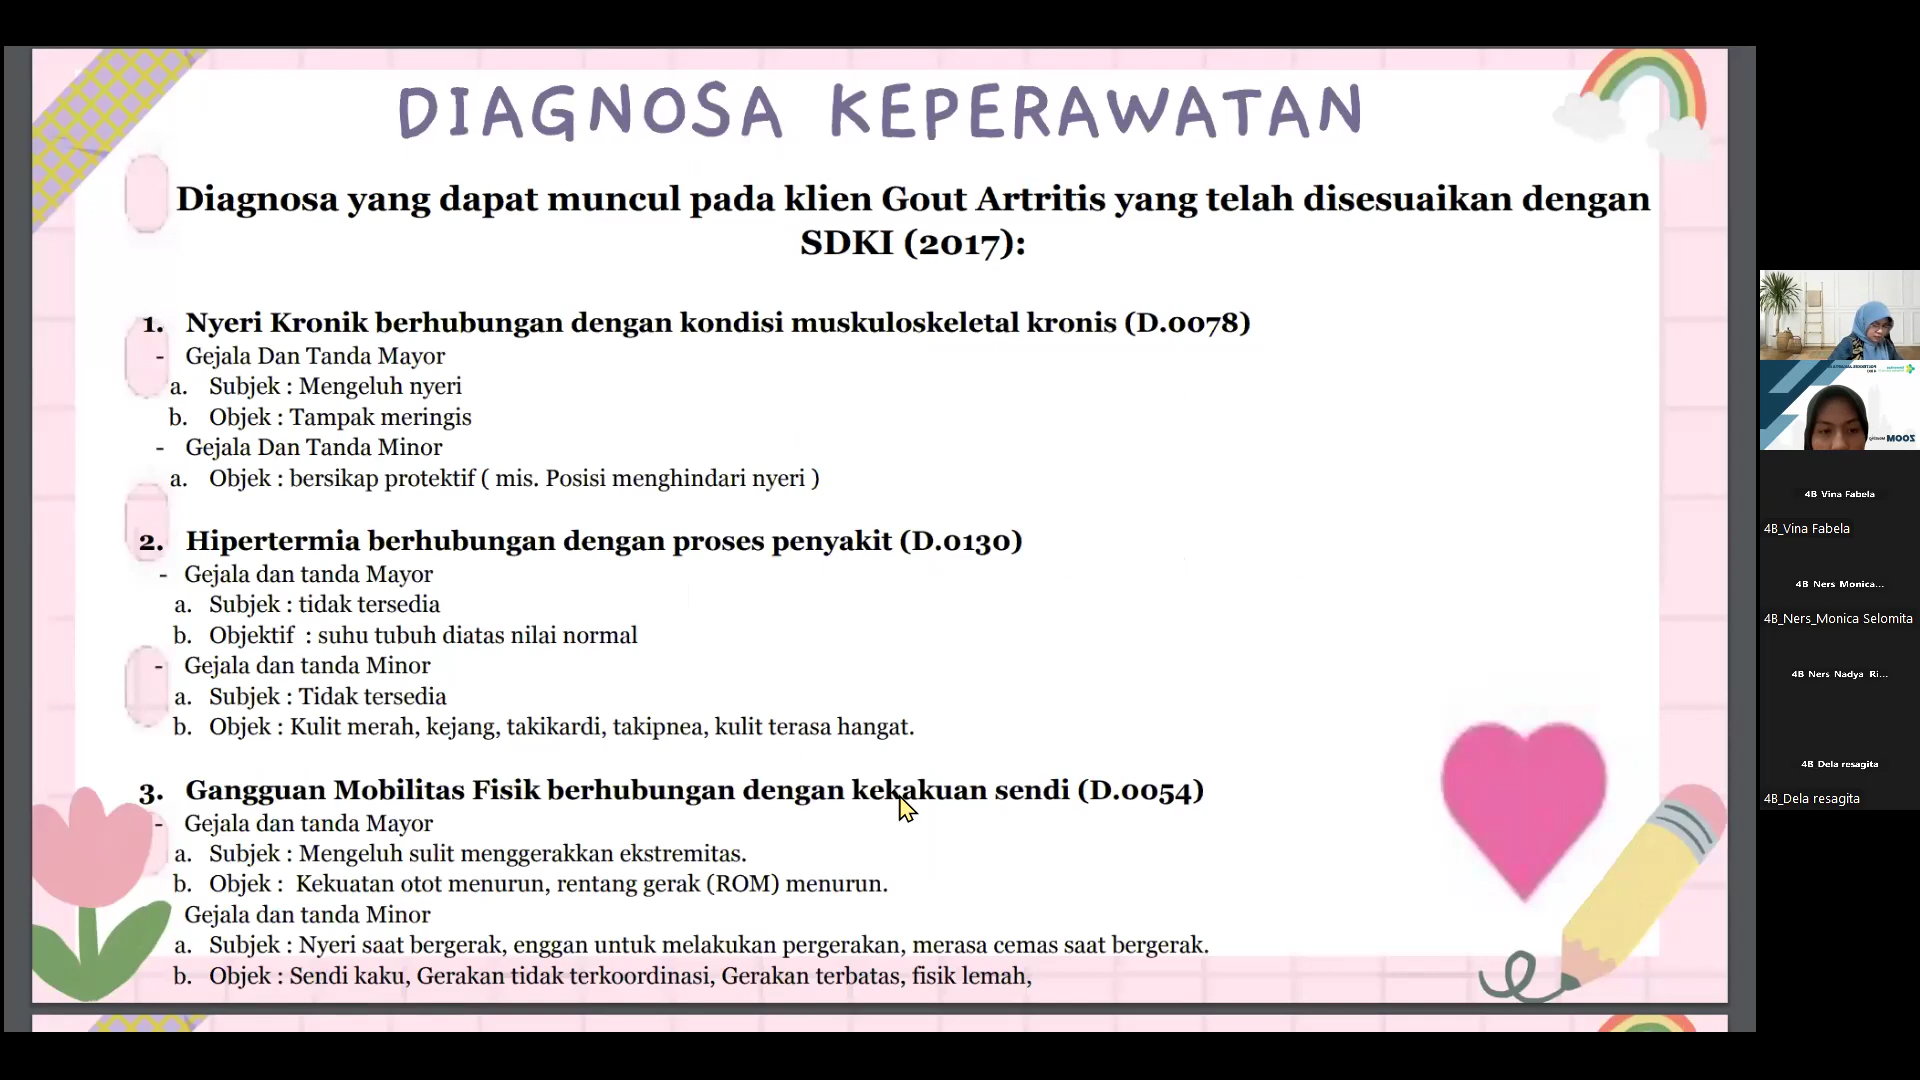 DIAGNOSA KEPERAWATAN
Diagnosa yang dapat muncul pada klien Gout Artritis yang telah disesuaikan dengan
SDKI (2017):
1. Nyeri Kronik berhubungan dengan kondisi muskuloskeletal kronis (D.0078)
- Gejala Dan Tanda Mayor
a. Subjek : Mengeluh nyeri
b. Objek : Tampak meringis
- Gejala Dan Tanda Minor
a. Objek : bersikap protektif ( mis. Posisi menghindari nyeri )
2. Hipertermia berhubungan dengan proses penyakit (D.0130)
- Gejala dan tanda Mayor
a. Subjek : tidak tersedia
b. Objektif : suhu tubuh diatas nilai normal
- Gejala dan tanda Minor
a. Subjek : Tidak tersedia
b. Objek : Kulit merah, kejang, takikardi, takipnea, kulit terasa hangat.
3. Gangguan Mobilitas Fisik berhubungan dengan kekakuan sendi (D.0054)
- Gejala dan tanda Mayor
a. Subjek : Mengeluh sulit menggerakkan ekstremitas.
b. Objek : Kekuatan otot menurun, rentang gerak (ROM) menurun.
Gejala dan tanda Minor
a. Subjek : Nyeri saat bergerak, enggan untuk melakukan pergerakan, merasa cemas saat bergerak.
b. Objek : Sendi kaku, Gerakan tidak terkoordinasi, Gerakan terbatas, fisik lemah,
ZOOM
4B Vina Fabela
4B_Vina Fabela
4B Ners Monica...
4B_Ners_Monica Selomita
4B Ners Nadya Ri...
4B Dela resagita
4B_Dela resagita